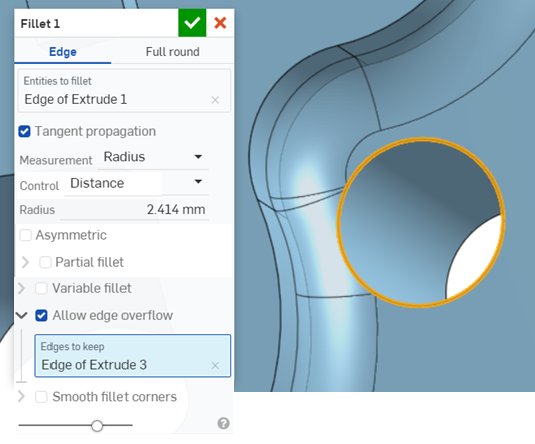 Fillet 1
Edge
Full round
Entities to fillet
Edge of Extrude 1
Tangent propagation
Measurement Radius
Control Distance
Radius 2.414 mm
Asymmetric
Partial fillet
Variable fillet
Allow edge overflow
Edges to keep
Edge of Extrude 3
Smooth fillet corners